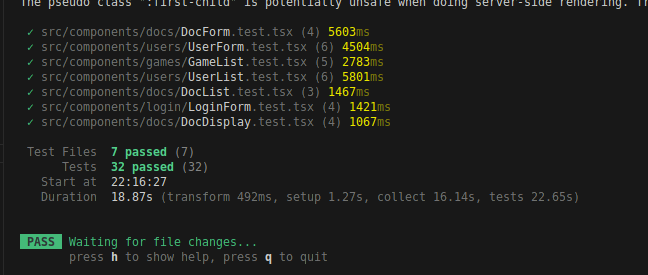 The pseudo class ":first-child" is potentially unsafe when doing server-side rendering.
✓ src/components/docs/DocForm.test.tsx (4) 5603ms
✓ src/components/users/UserForm.test.tsx (6) 4504ms
✓ src/components/games/GameList.test.tsx (5) 2783ms
✓ src/components/users/UserList.test.tsx (6) 5801ms
✓ src/components/docs/DocList.test.tsx (3) 1467ms
✓ src/components/login/LoginForm.test.tsx (4) 1421ms
✓ src/components/docs/DocDisplay.test.tsx (4) 1067ms
Test Files 7 passed (7)
Tests 32 passed (32)
Start at 22:16:27
Duration 18.87s (transform 492ms, setup 1.27s, collect 16.14s, tests 22.65s)
PASS Waiting for file changes...
press h to show help, press q to quit